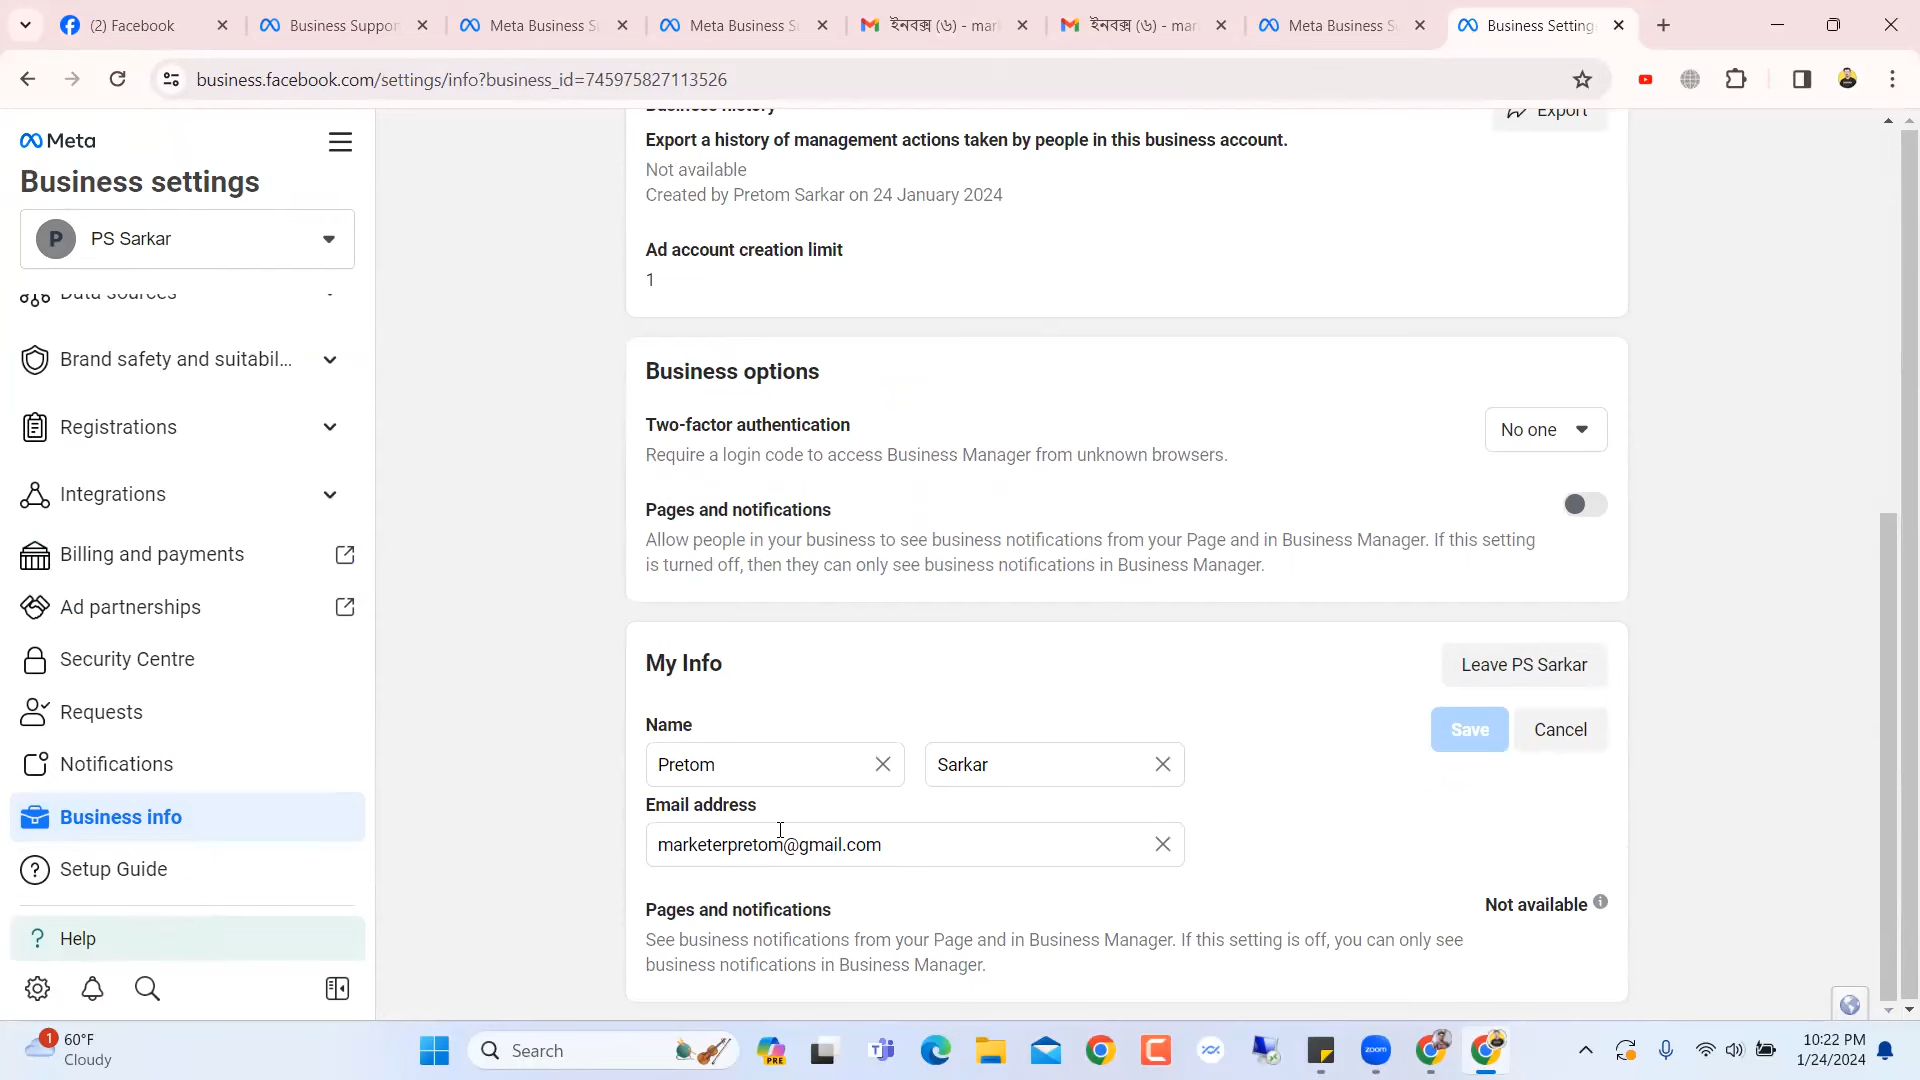 (2) Facebook
Business Suppor
Meta Business S
Meta Business S
ইনবক্স (৬) - mar
ইনবক্স (৬) - mar
Meta Business S
Business Setting
business.facebook.com/settings/info?business_id=745975827113526
Meta
Business settings
P
PS Sarkar
Data sources
Brand safety and suitabil...
Registrations
Integrations
Billing and payments
Ad partnerships
Security Centre
Requests
Notifications
Business info
Setup Guide
? Help
Business history
Export
Export a history of management actions taken by people in this business account.
Not available
Created by Pretom Sarkar on 24 January 2024
Ad account creation limit
1
Business options
Two-factor authentication
No one
Require a login code to access Business Manager from unknown browsers.
Pages and notifications
Allow people in your business to see business notifications from your Page and in Business Manager. If this setting
is turned off, then they can only see business notifications in Business Manager.
My Info
Leave PS Sarkar
Name
Save
Cancel
Pretom
Sarkar
Email address
marketerpretom@gmail.com
Pages and notifications
Not available
See business notifications from your Page and in Business Manager. If this setting is off, you can only see
business notifications in Business Manager.
1
60°F
Cloudy
Search
PRE
zoom
10:22 PM
1/24/2024